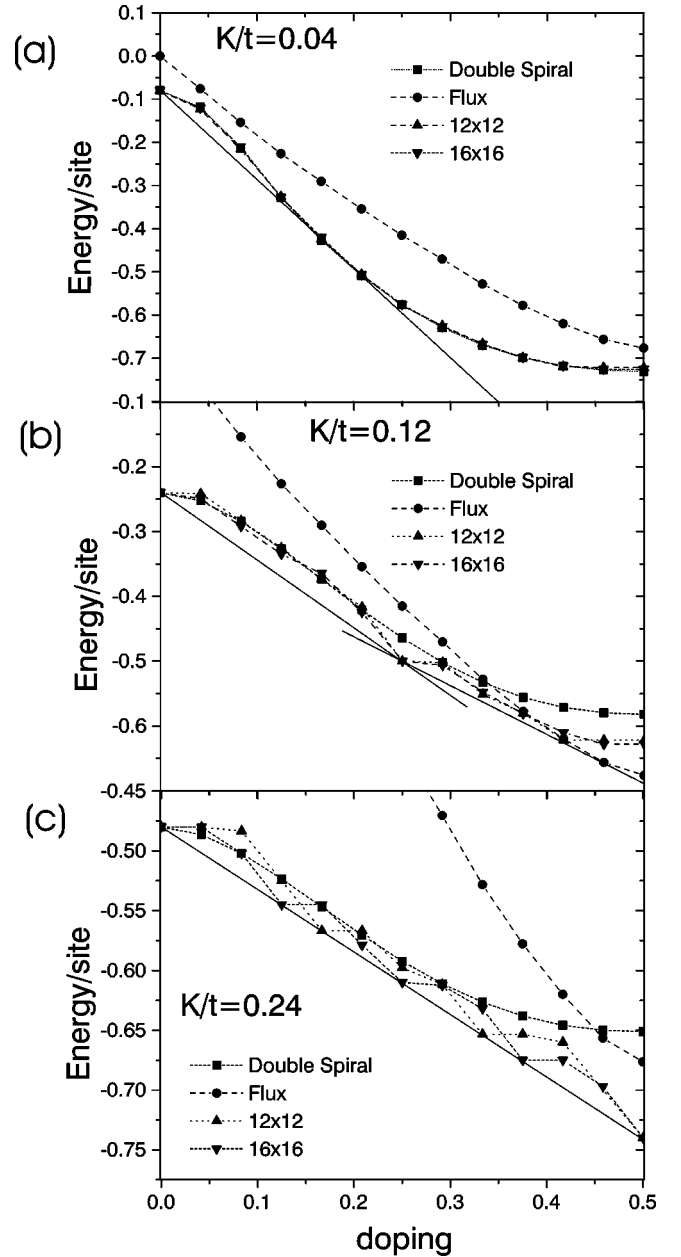 (a)
K/t=0.04
0.0
-0.1
-0.2
-0.3
-0.4
-0.5
-0.6
-0.7
-0.1
Energy/site
Double Spiral
Flux
12x12
16x16
(b)
K/t=0.12
-0.2
-0.3
-0.4
-0.5
-0.6
-0.45
Energy/site
Double Spiral
Flux
12x12
16x16
(c)
K/t=0.24
-0.50
-0.55
-0.60
-0.65
-0.70
-0.75
Energy/site
Double Spiral
Flux
12x12
16x16
0.0 0.1 0.2 0.3 0.4 0.5
doping